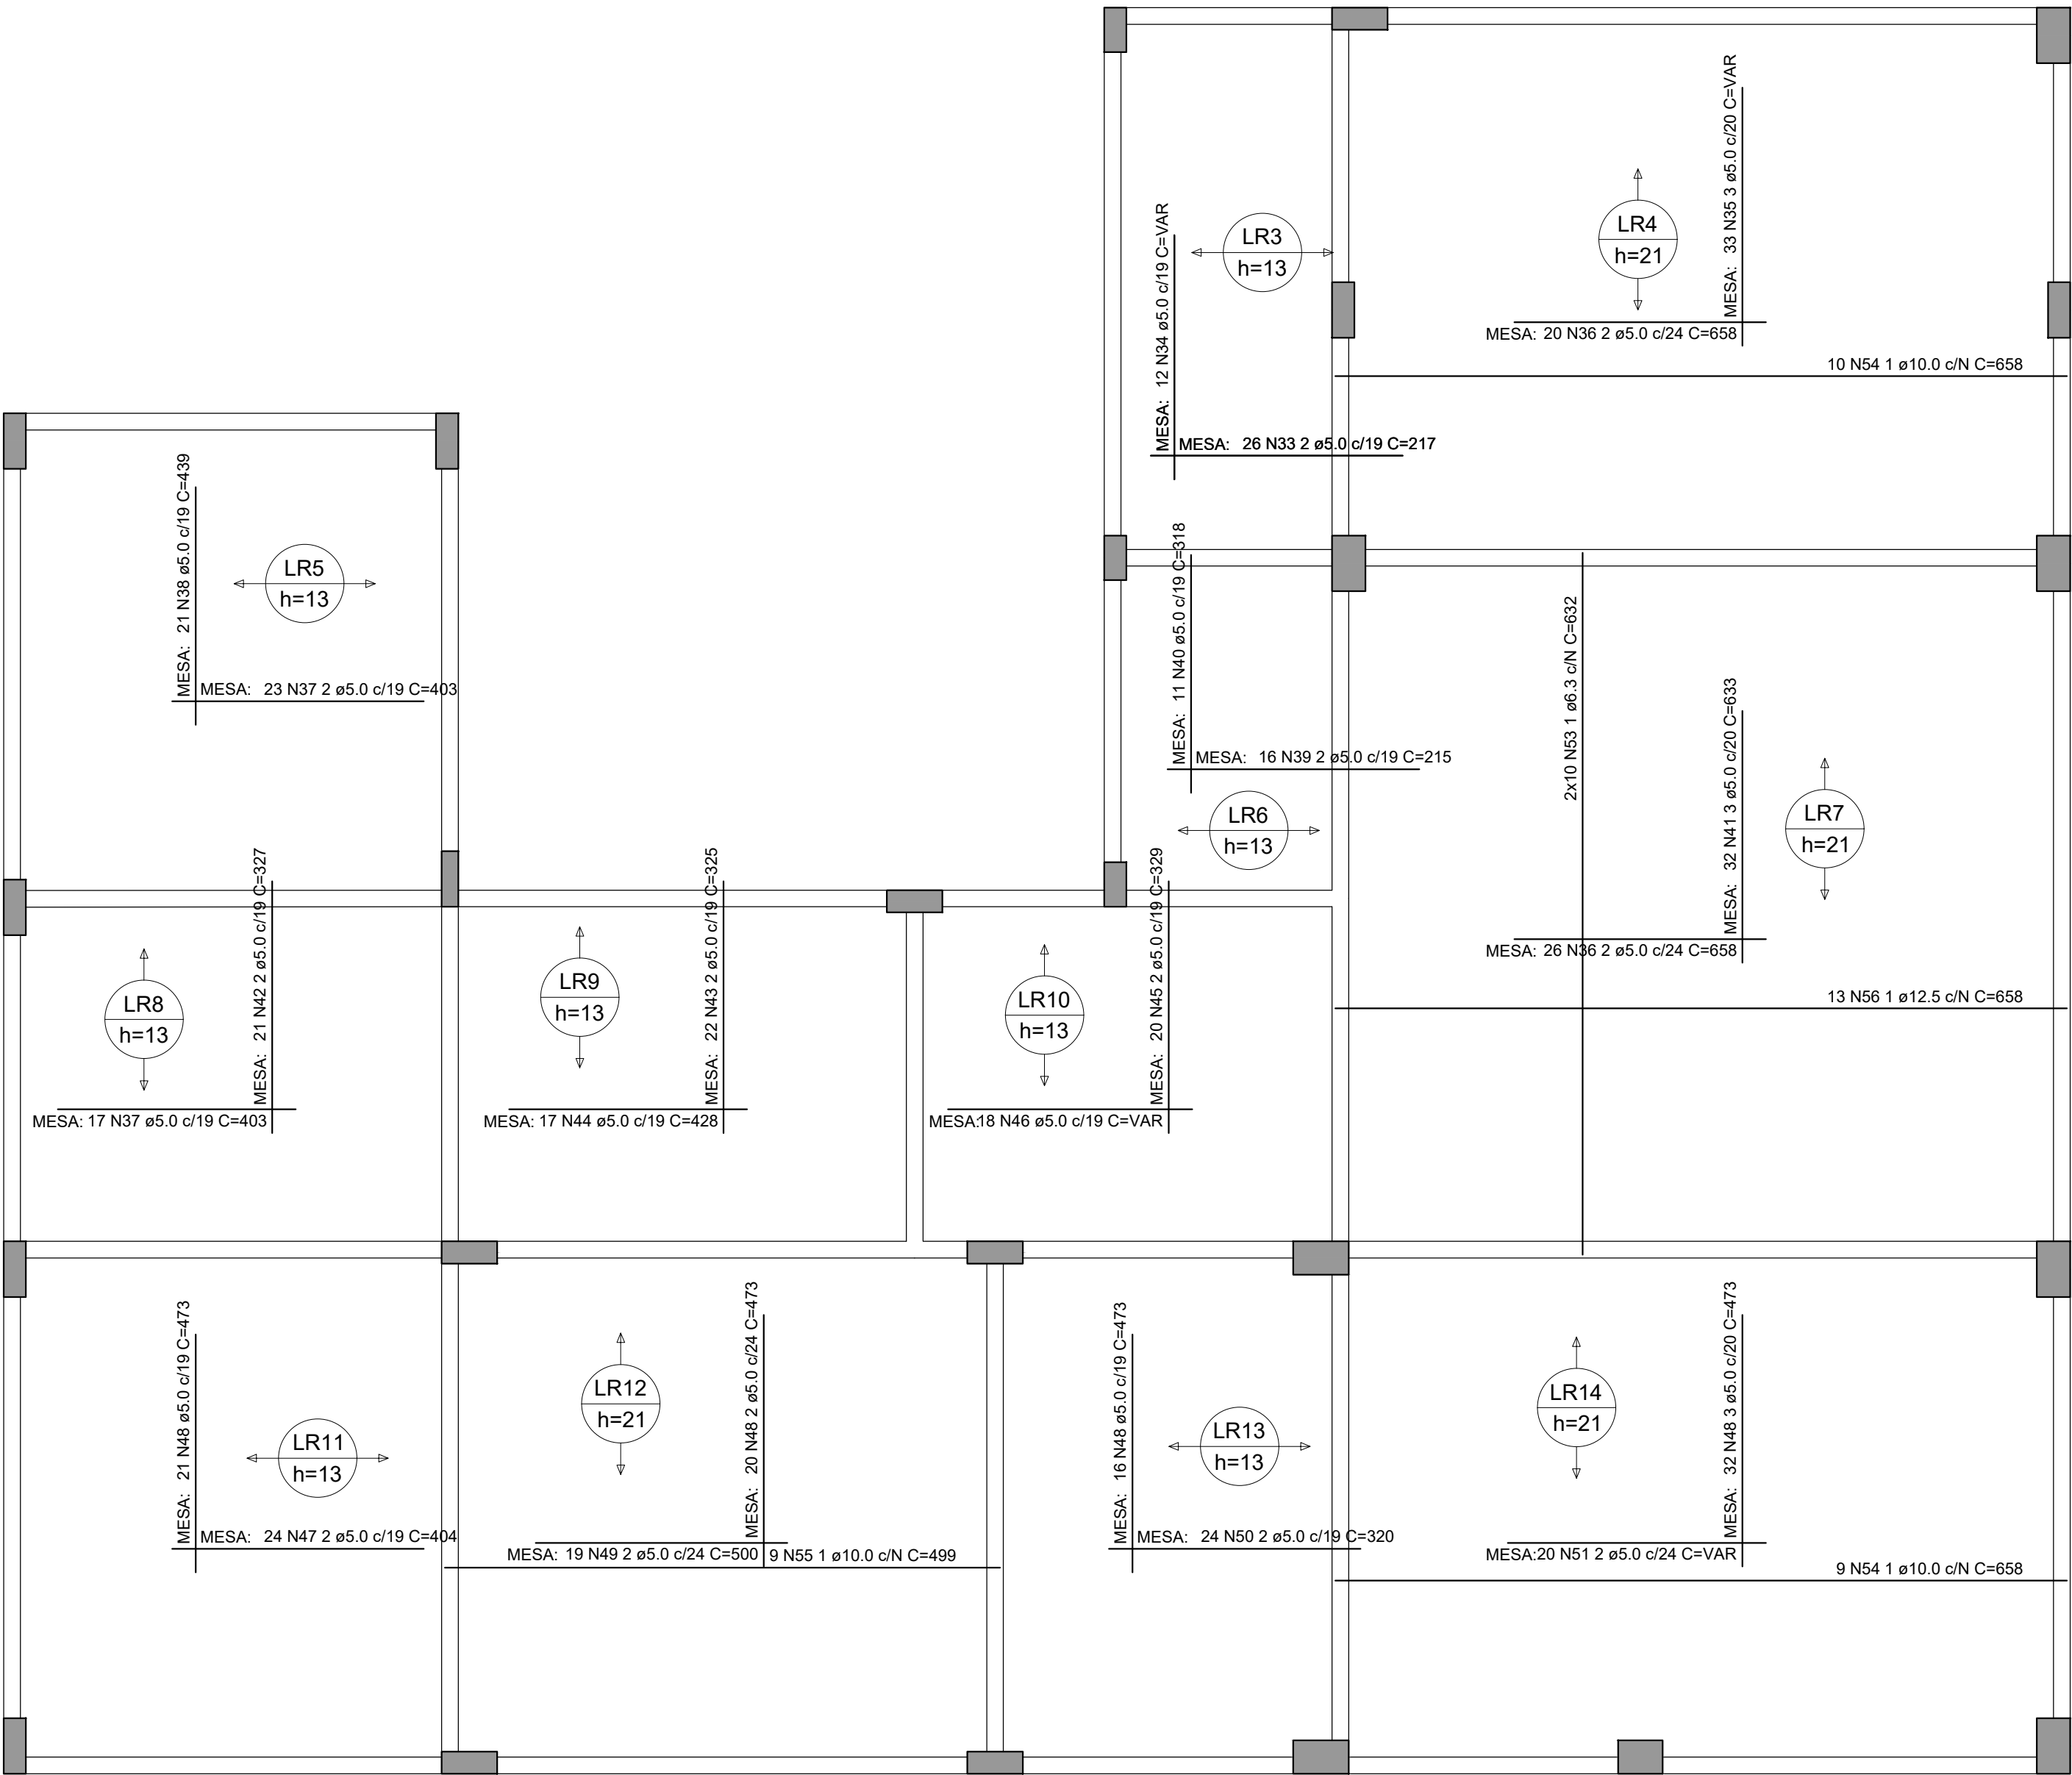 LR3
h=13
MESA: 12 N34 ø5.0 c/19 C=VAR
MESA: 26 N33 2 ø5.0 c/19 C=217
LR4
h=21
MESA: 33 N35 3 ø5.0 c/20 C=VAR
MESA: 20 N36 2 ø5.0 c/24 C=658
10 N54 1 ø10.0 c/N C=658
MESA: 21 N38 ø5.0 c/19 C=439
LR5
h=13
MESA: 23 N37 2 ø5.0 c/19 C=403
MESA: 11 N40 ø5.0 c/19 C=318
MESA: 16 N39 2 ø5.0 c/19 C=215
LR6
h=13
2x10 N53 1 ø6.3 c/N C=632
MESA: 32 N41 3 ø5.0 c/20 C=633
LR7
h=21
MESA: 26 N36 2 ø5.0 c/24 C=658
13 N56 1 ø12.5 c/N C=658
LR8
h=13
MESA: 21 N42 2 ø5.0 c/19 C=327
MESA: 17 N37 ø5.0 c/19 C=403
LR9
h=13
MESA: 22 N43 2 ø5.0 c/19 C=325
MESA: 17 N44 ø5.0 c/19 C=428
LR10
h=13
MESA: 20 N45 2 ø5.0 c/19 C=329
MESA:18 N46 ø5.0 c/19 C=VAR
MESA: 21 N48 ø5.0 c/19 C=473
LR11
h=13
MESA: 24 N47 2 ø5.0 c/19 C=404
LR12
h=21
MESA: 20 N48 2 ø5.0 c/24 C=473
MESA: 19 N49 2 ø5.0 c/24 C=500
9 N55 1 ø10.0 c/N C=499
MESA: 16 N48 ø5.0 c/19 C=473
LR13
h=13
MESA: 24 N50 2 ø5.0 c/19 C=320
LR14
h=21
MESA: 32 N48 3 ø5.0 c/20 C=473
MESA:20 N51 2 ø5.0 c/24 C=VAR
9 N54 1 ø10.0 c/N C=658